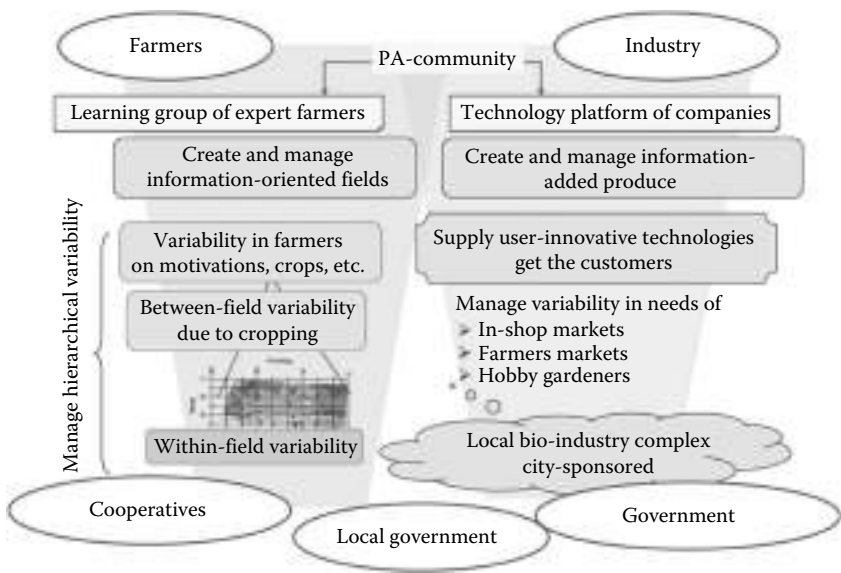 Farmers
Industry
PA-community
Learning group of expert farmers
Technology platform of companies
Create and manage
information-oriented fields
Create and manage information-
added produce
Manage hierarchical variability
Variability in farmers
on motivations, crops, etc.
Supply user-innovative technologies
get the customers
Between-field variability
due to cropping
Manage variability in needs of
➢ In-shop markets
➢ Farmers markets
➢ Hobby gardeners
Within-field variability
Local bio-industry complex
city-sponsored
Cooperatives
Local government
Government